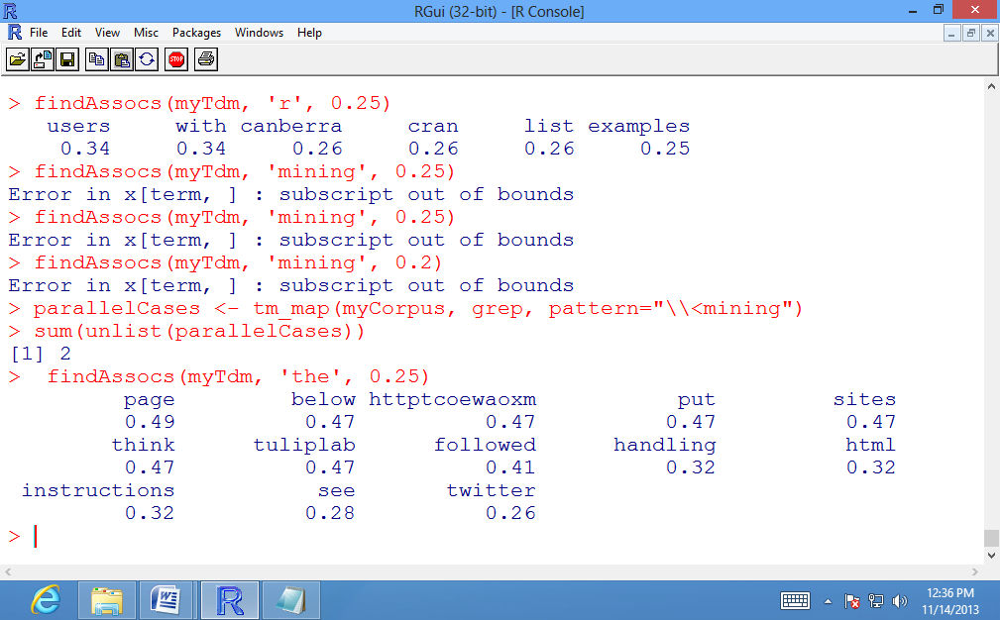 RGui (32-bit) - [R Console]
File Edit View Misc Packages Windows Help
STOP
> findAssocs(myTdm, 'r', 0.25)
users with canberra cran list examples
0.34 0.34 0.26 0.26 0.26 0.25
> findAssocs(myTdm, 'mining', 0.25)
Error in x[term, ] : subscript out of bounds
> findAssocs(myTdm, 'mining', 0.25)
Error in x[term, ] : subscript out of bounds
> findAssocs(myTdm, 'mining', 0.2)
Error in x[term, ] : subscript out of bounds
> parallelCases <- tm_map(myCorpus, grep, pattern="\\<mining")
> sum(unlist(parallelCases))
[1] 2
> findAssocs(myTdm, 'the', 0.25)
page below httptcoewaoxm put sites
0.49 0.47 0.47 0.47 0.47
think tuliplab followed handling html
0.47 0.47 0.41 0.32 0.32
instructions see twitter
0.32 0.28 0.26
>
12:36 PM
11/14/2013